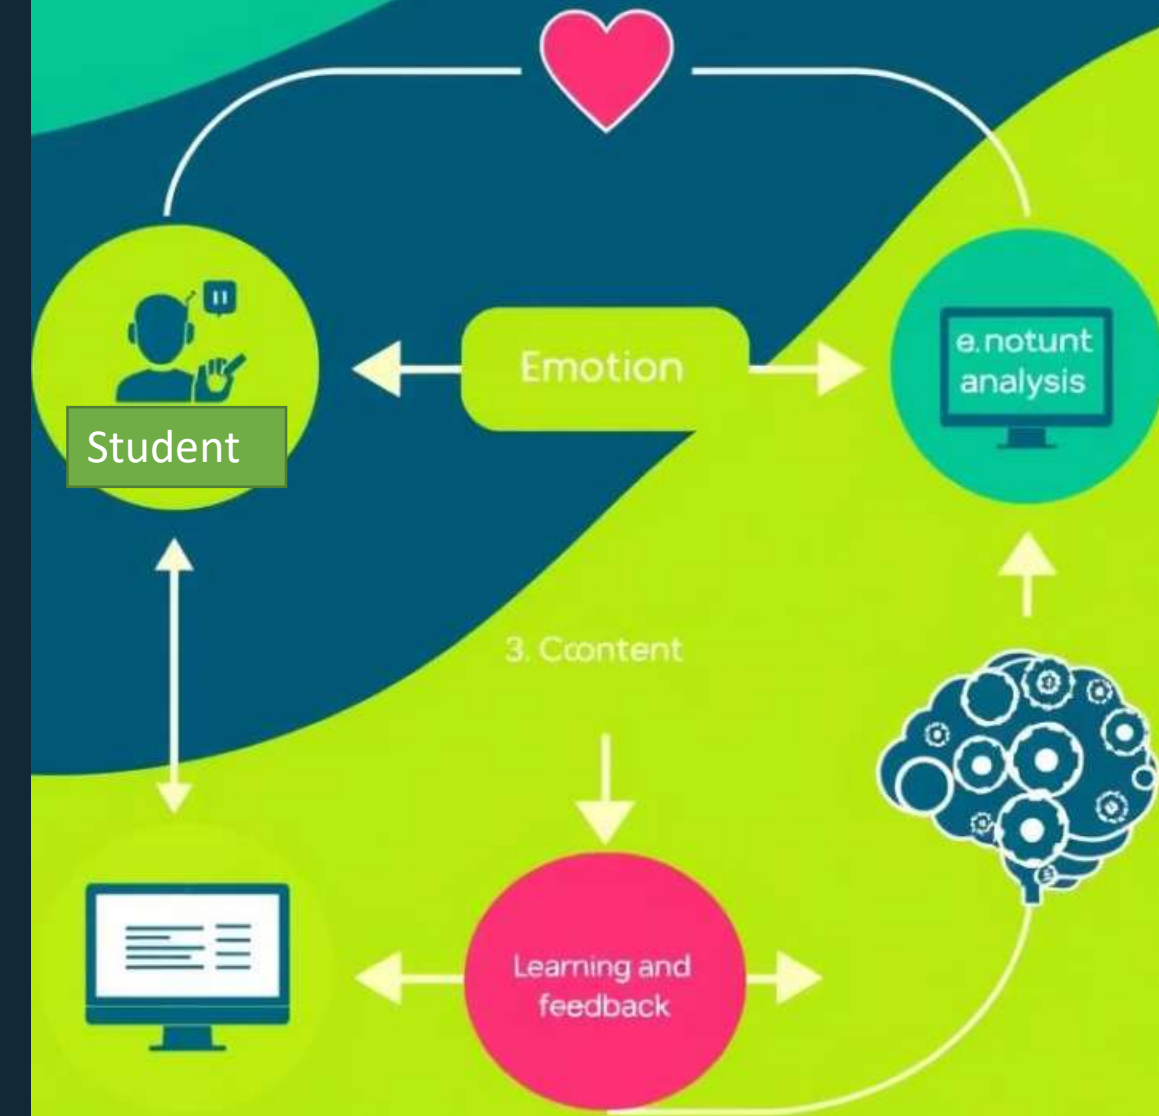 Emotion
e.notunt
analysis
Student
3. Ccontent
Learning and
feedback